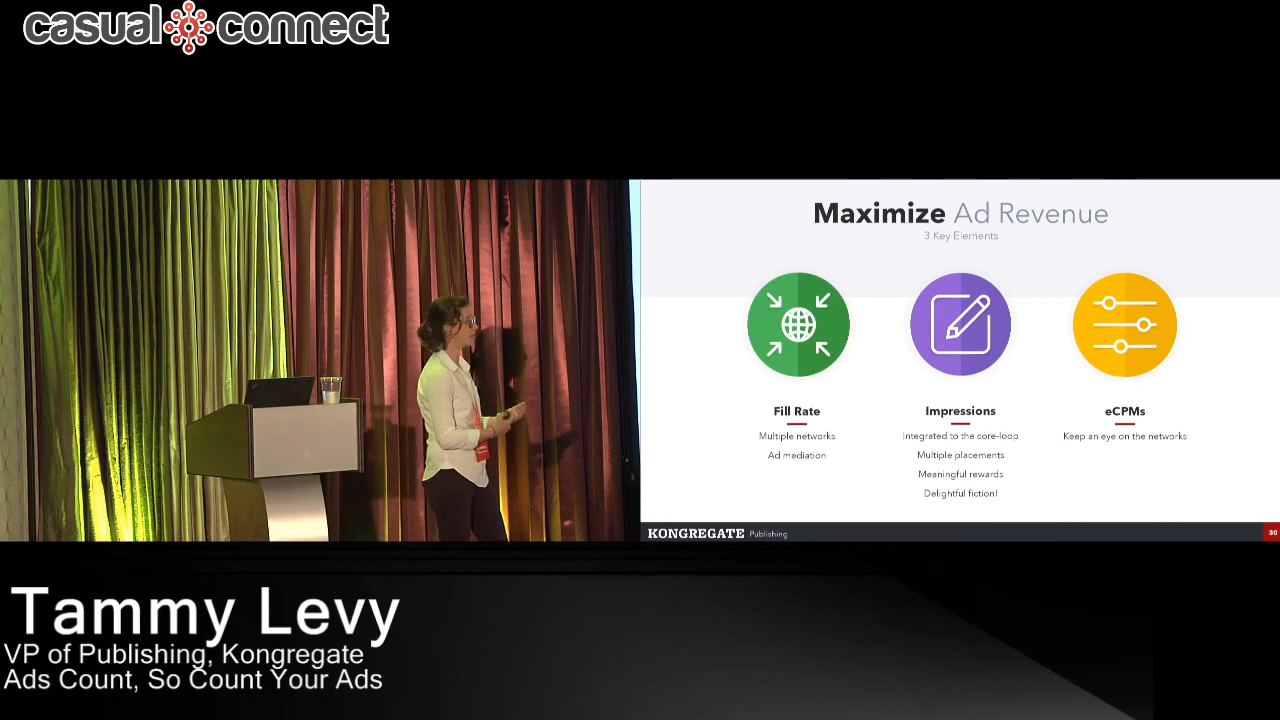 casual connect
Maximize Ad Revenue
3 Key Elements
Fill Rate
Multiple networks
Ad mediation
Impressions
Integrated to the core-loop
Multiple placements
Meaningful rewards
Delightful fiction!
eCPMs
Keep an eye on the networks
KONGREGATE Publishing
30
Tammy Levy
VP of Publishing, Kongregate
Ads Count, So Count Your Ads